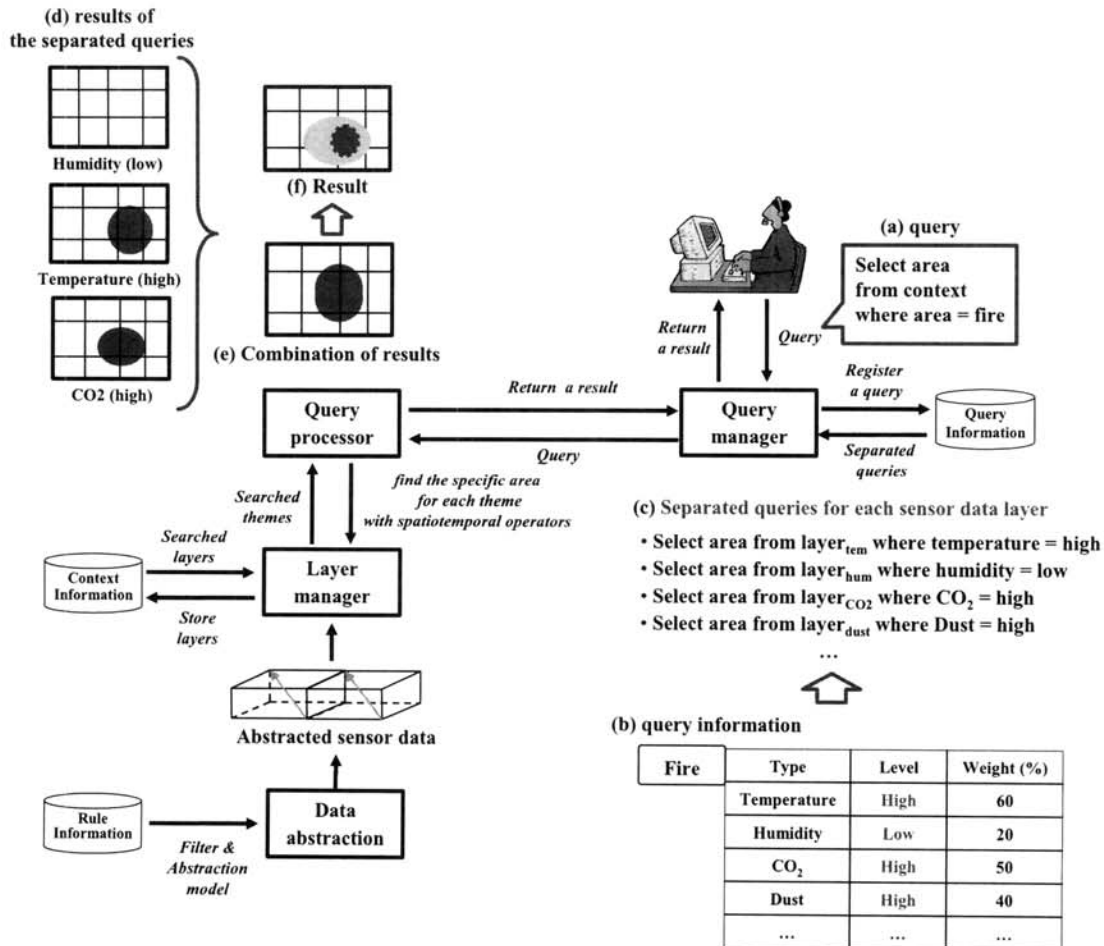 (d) results of
the separated queries
Humidity (low)
Temperature (high)
CO2 (high)
(f) Result
(e) Combination of results
(a) query
Select area
from context
where area = fire
Return
a result
Query
Register
a query
Return a result
Query
processor
Query
manager
Query
Information
Query
Separated
queries
Searched
themes
find the specific area
for each theme
with spatiotemporal operators
Searched
layers
Context
Information
Layer
manager
Store
layers
(c) Separated queries for each sensor data layer
• Select area from layer_tem where temperature = high
• Select area from layer_hum where humidity = low
• Select area from layer_CO2 where CO₂ = high
• Select area from layer_dust where Dust = high
...
Abstracted sensor data
Rule
Information
Data
abstraction
Filter &
Abstraction
model
(b) query information
Fire
Type Level Weight (%)
Temperature High 60
Humidity Low 20
CO₂ High 50
Dust High 40
... ... ...